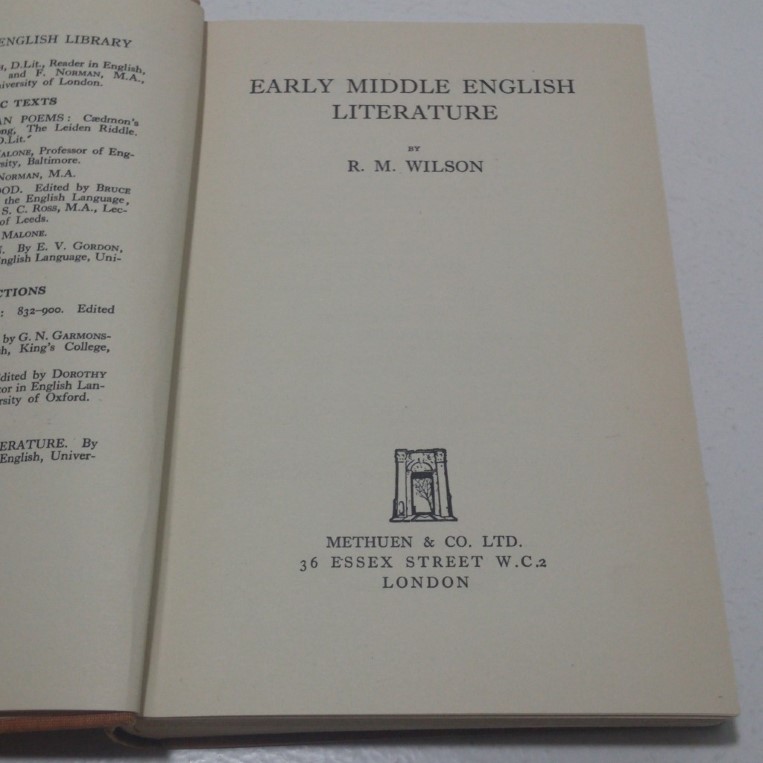 ENGLISH LIBRARY
D.Lit., Reader in English,
and F. NORMAN, M.A.,
University of London.
C TEXTS
AN POEMS: Cædmon's
ong, The Leiden Riddle.
D.Lit."
MALONE, Professor of Eng-
sity, Baltimore.
NORMAN, M.A.
OOD. Edited by BRUCE
the English Language,
S. C. Ross, M.A., Lec-
of Leeds.
MALONE.
By E. V. GORDON,
English Language, Uni-
CTIONS
: 832-900. Edited
by G. N. GARMONS-
h, King's College,
dited by DOROTHY
tor in English Lan-
rsity of Oxford.
ERATURE. By
English, Univer-
EARLY MIDDLE ENGLISH
LITERATURE
BY
R. M. WILSON
METHUEN & CO. LTD.
36 ESSEX STREET W.C.2
LONDON